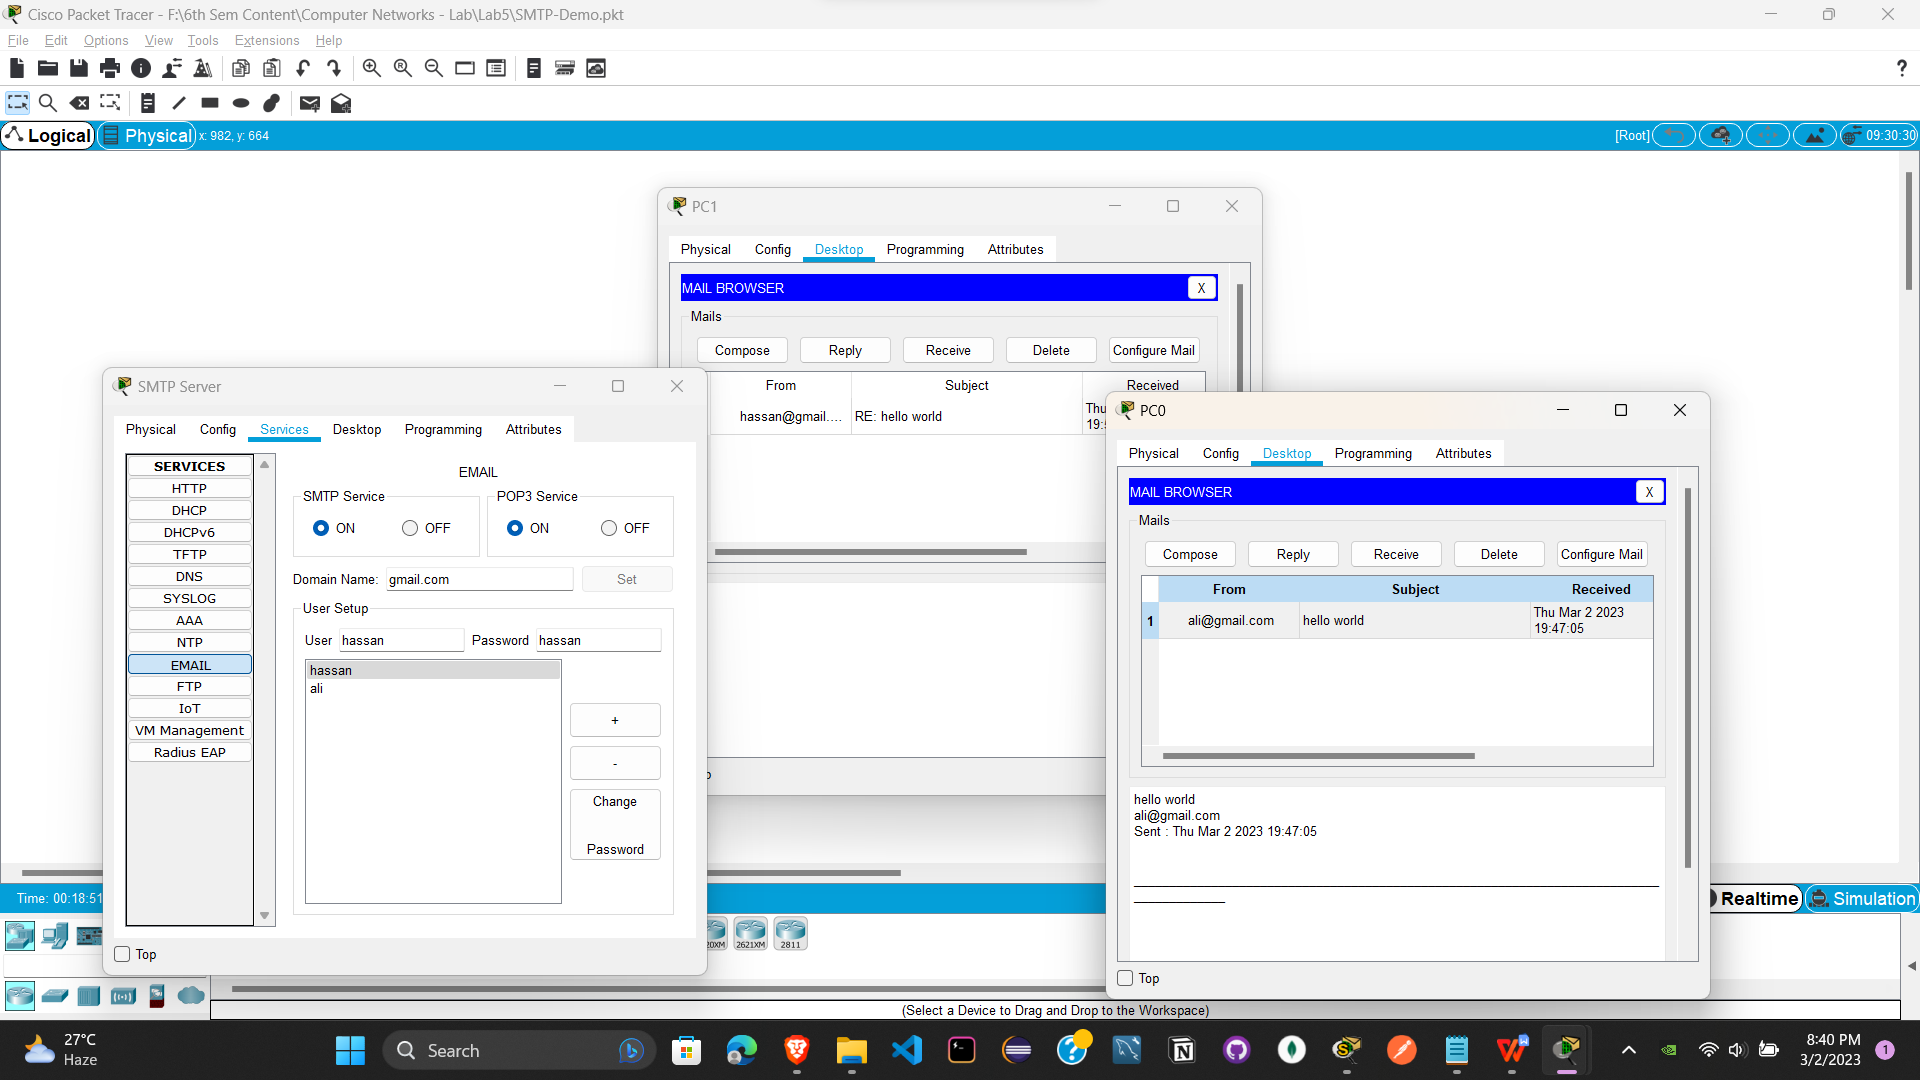 Cisco Packet Tracer - F:\6th Sem Content\Computer Networks - Lab\Lab5\SMTP-Demo.pkt
File Edit Options View Tools Extensions Help
?
Logical Physical x: 982, y: 664
[Root] 09:30:30
PC1
Physical Config Desktop Programming Attributes
MAIL BROWSER X
Mails
Compose Reply Receive Delete Configure Mail
From Subject Received
hassan@gmail.... RE: hello world Thu
19:
SMTP Server
Physical Config Services Desktop Programming Attributes
SERVICES
HTTP
DHCP
DHCPv6
TFTP
DNS
SYSLOG
AAA
NTP
EMAIL
FTP
IoT
VM Management
Radius EAP
EMAIL
SMTP Service POP3 Service
ON OFF ON OFF
Domain Name: gmail.com Set
User Setup
User hassan Password hassan
hassan
ali
+
-
Change
Password
Top
PC0
Physical Config Desktop Programming Attributes
MAIL BROWSER X
Mails
Compose Reply Receive Delete Configure Mail
From Subject Received
1 ali@gmail.com hello world Thu Mar 2 2023
19:47:05
hello world
ali@gmail.com
Sent : Thu Mar 2 2023 19:47:05
Top
Time: 00:18:51
Realtime Simulation
0XM 2621XM 2811
(Select a Device to Drag and Drop to the Workspace)
27°C
Haze
Search
8:40 PM
3/2/2023
1